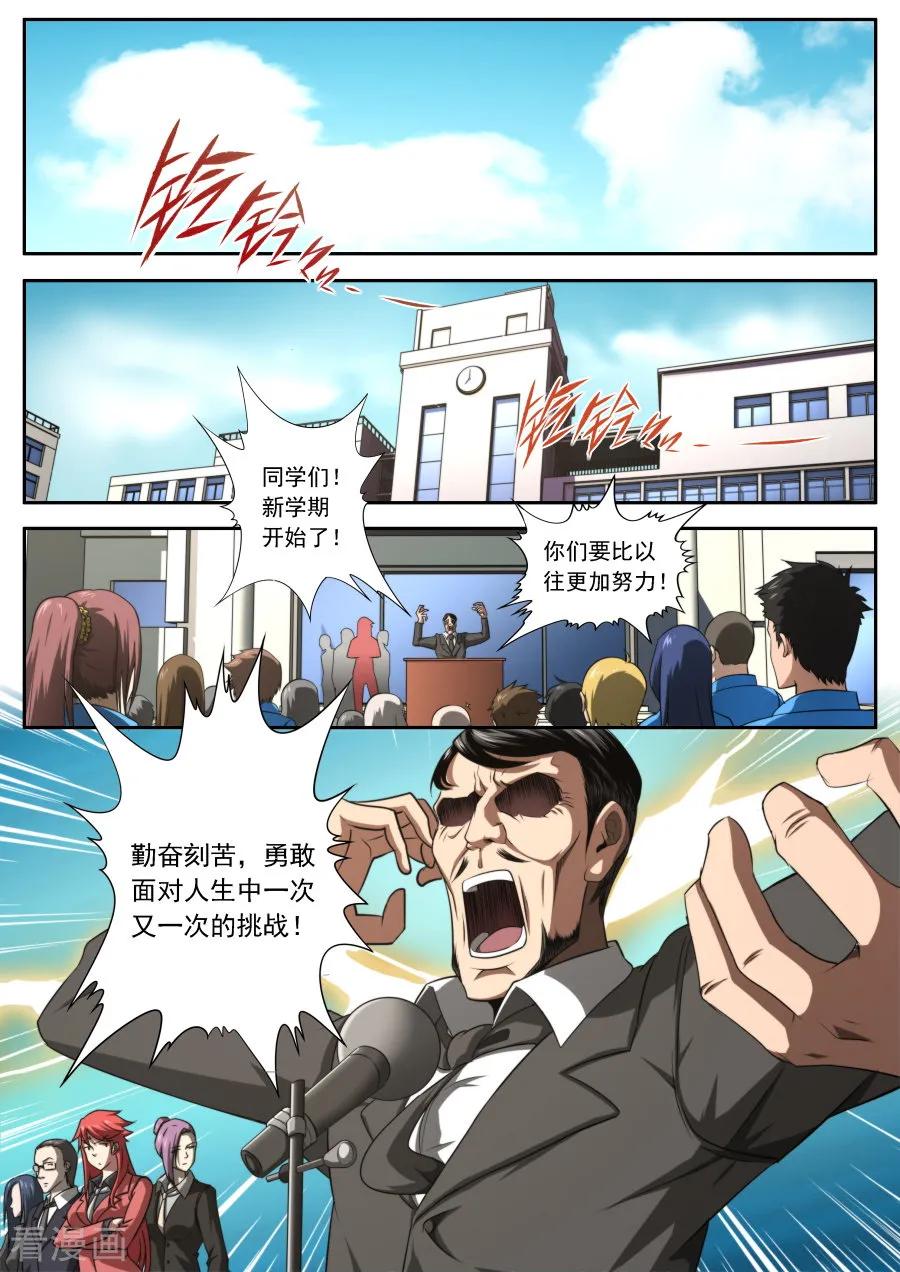 铃铃
铃铃
同学们！
新学期
开始了！
你们要比以
往更加努力！
勤奋刻苦，勇敢
面对人生中一次
又一次的挑战！
看漫画